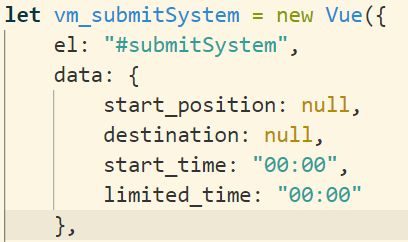 let vm_submitSystem = new Vue({
    el: "#submitSystem",
    data: {
        start_position: null,
        destination: null,
        start_time: "00:00",
        limited_time: "00:00"
    },